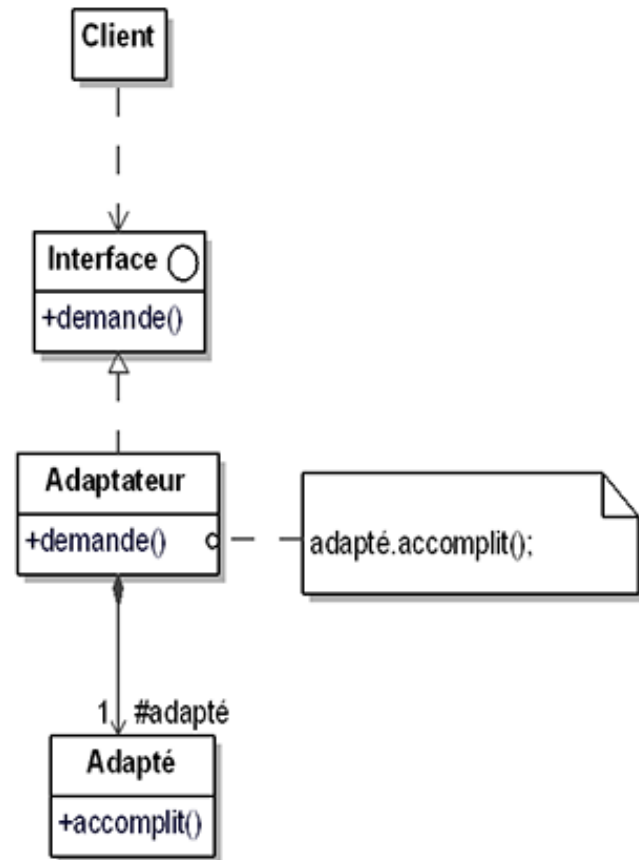 Client
Interface
+demande()
Adaptateur
+demande()
adapté.accomplit();
1 #adapté
Adapté
+accomplit()